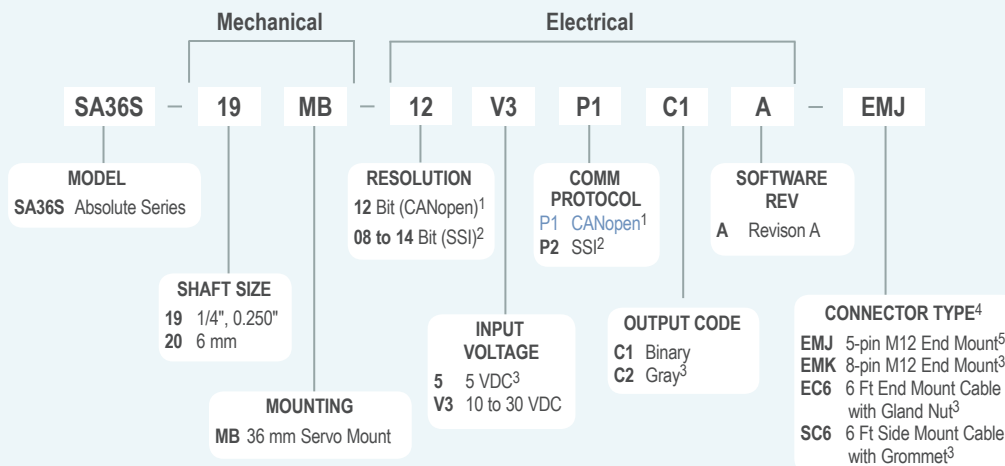 Mechanical
Electrical
SA36S – 19 MB – 12 V3 P1 C1 A – EMJ
MODEL
SA36S Absolute Series
SHAFT SIZE
19 1/4", 0.250"
20 6 mm
MOUNTING
MB 36 mm Servo Mount
RESOLUTION
12 Bit (CANopen)1
08 to 14 Bit (SSI)2
INPUT
VOLTAGE
5 5 VDC3
V3 10 to 30 VDC
COMM
PROTOCOL
P1 CANopen1
P2 SSI2
OUTPUT CODE
C1 Binary
C2 Gray3
SOFTWARE
REV
A Revison A
CONNECTOR TYPE4
EMJ 5-pin M12 End Mount5
EMK 8-pin M12 End Mount3
EC6 6 Ft End Mount Cable
with Gland Nut3
SC6 6 Ft Side Mount Cable
with Grommet3